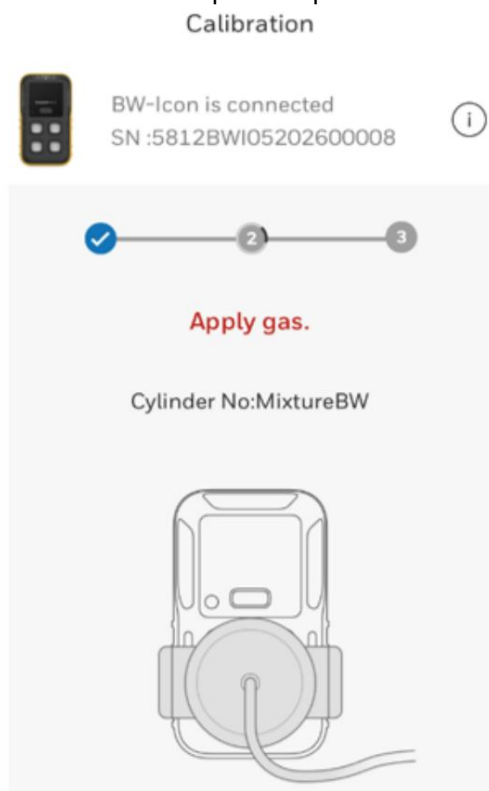 Calibration
BW-Icon is connected
SN :5812BWI05202600008
i
2
3
Apply gas.
Cylinder No:MixtureBW